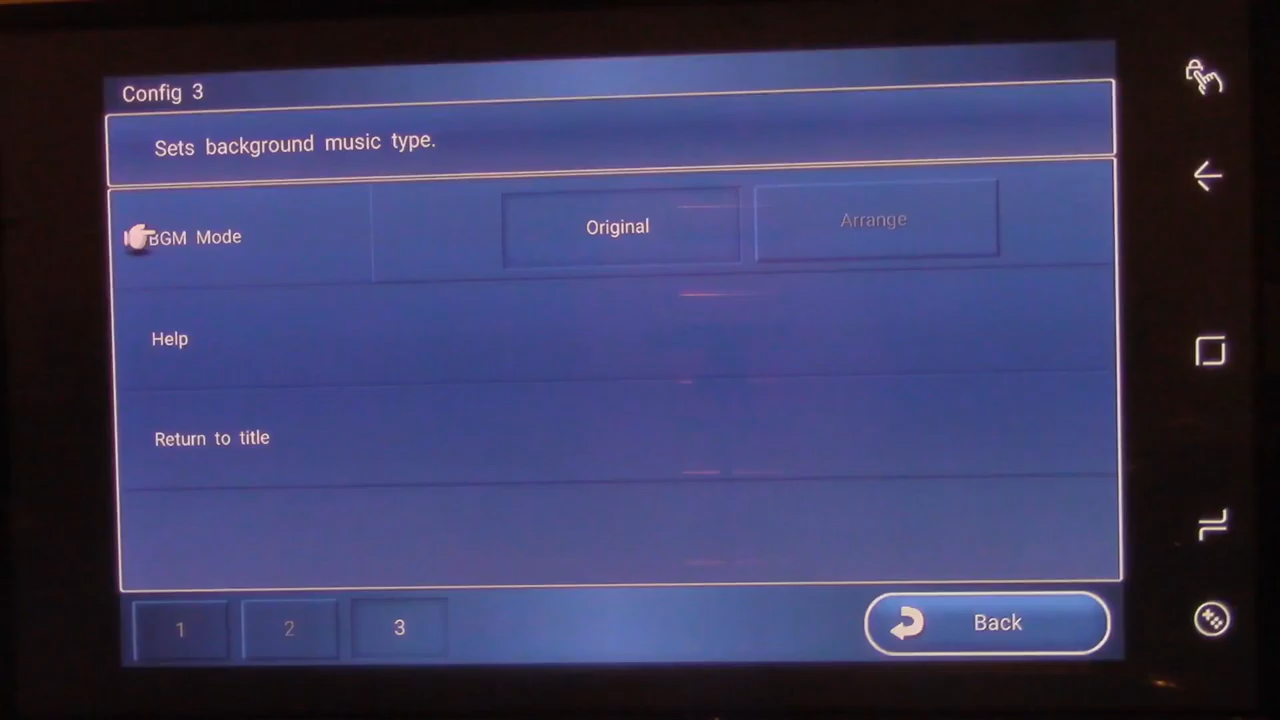 Config 3
Sets background music type.
BGM Mode
Original
Arrange
Help
Return to title
1
2
3
Back